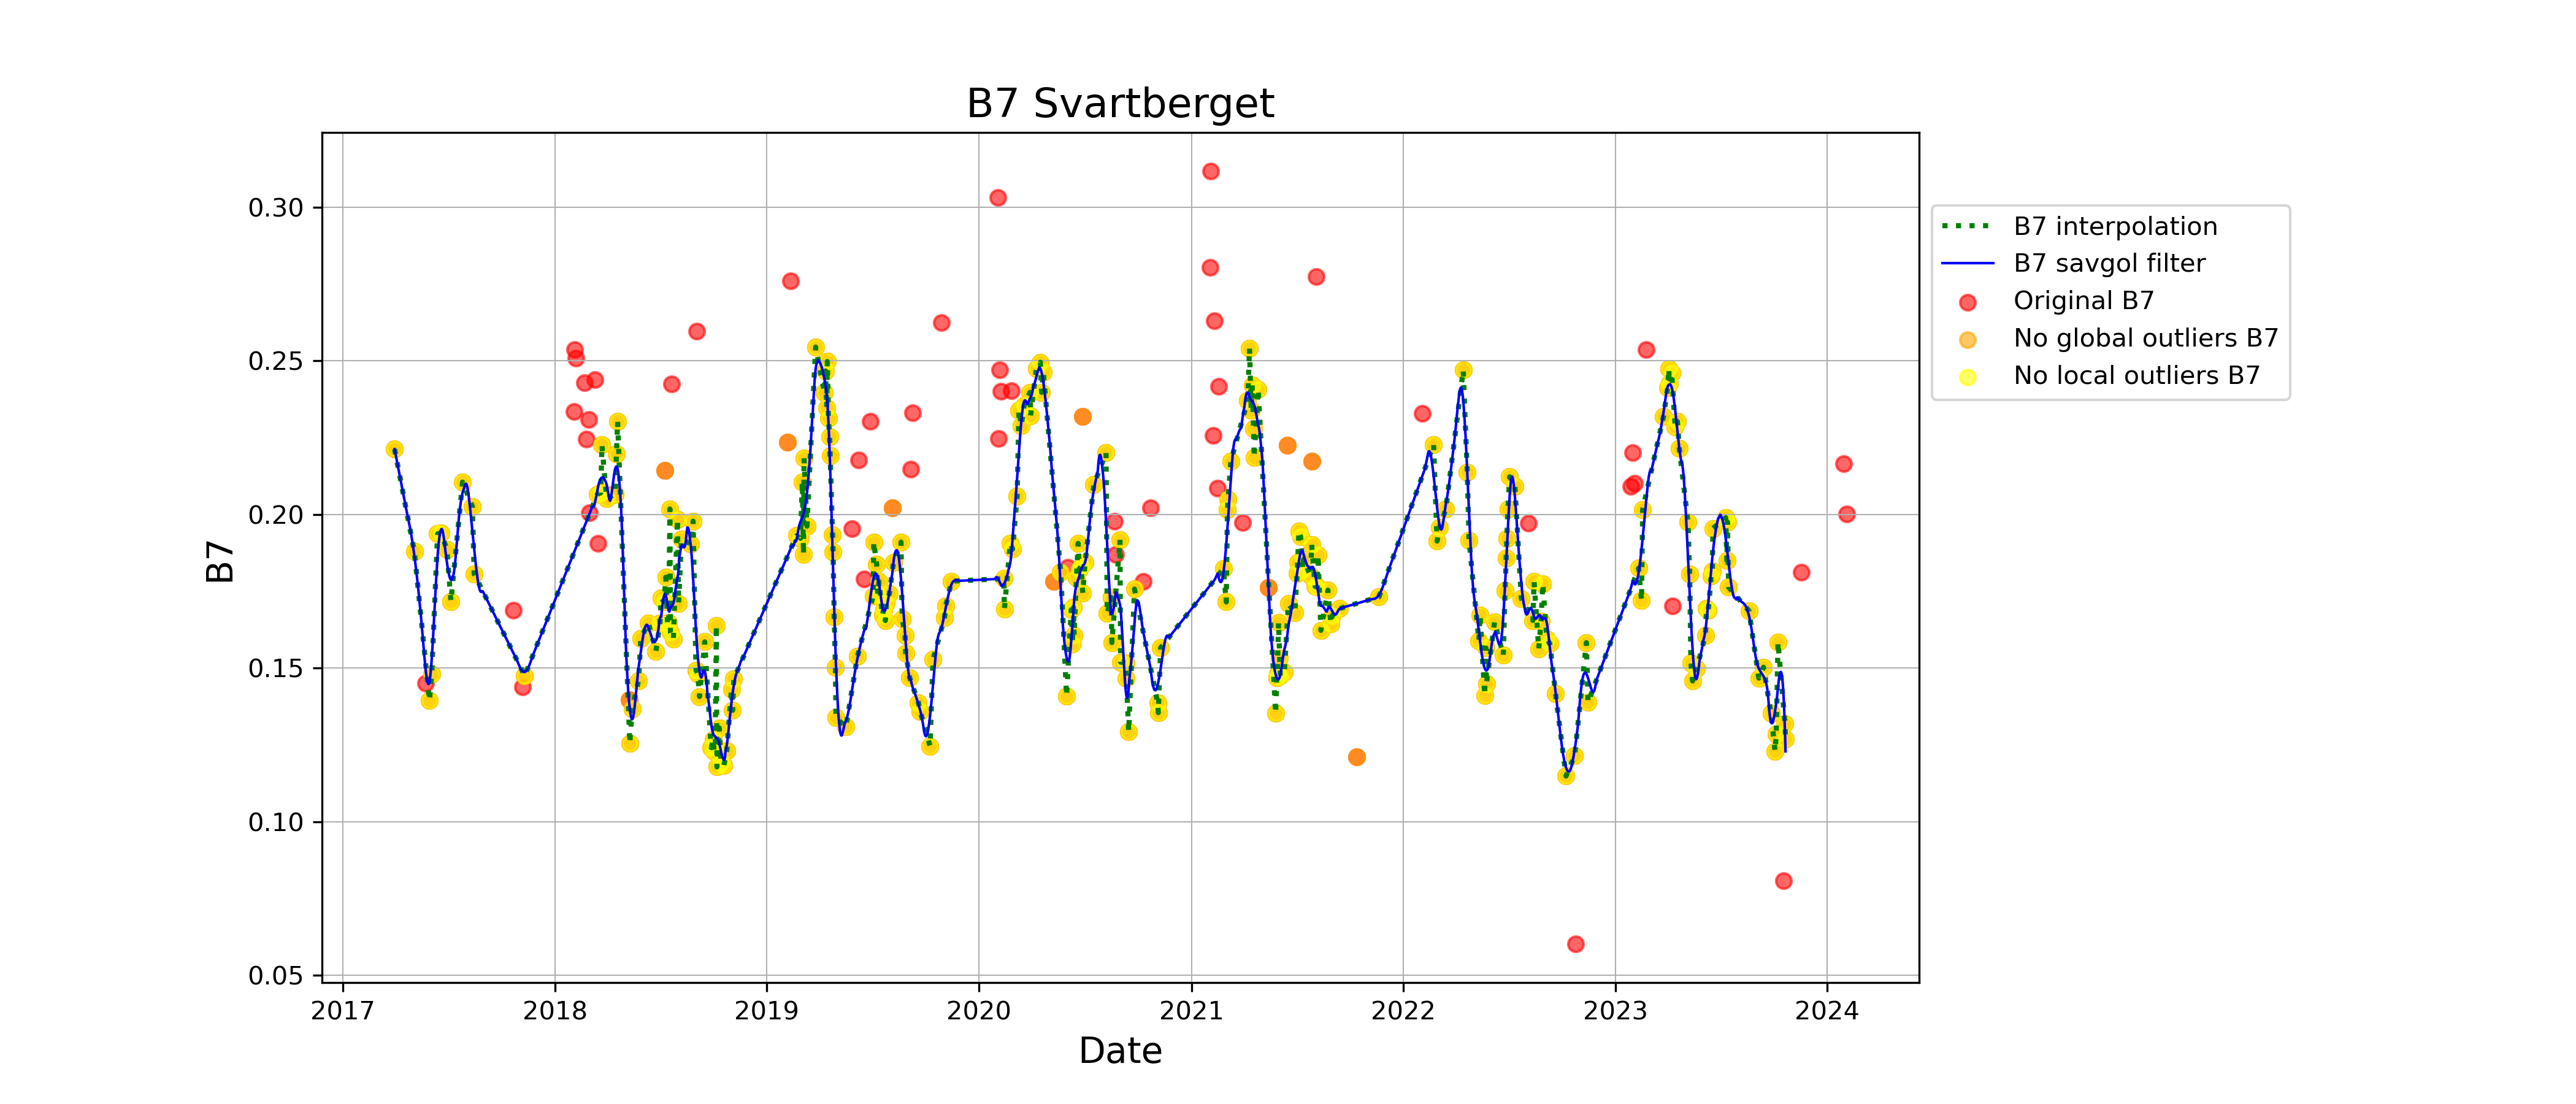 B7 Svartberget
0.30
0.25
0.20
0.15
0.10
0.05
B7
2017 2018 2019 2020 2021 2022 2023 2024
Date
B7 interpolation
B7 savgol filter
Original B7
No global outliers B7
No local outliers B7